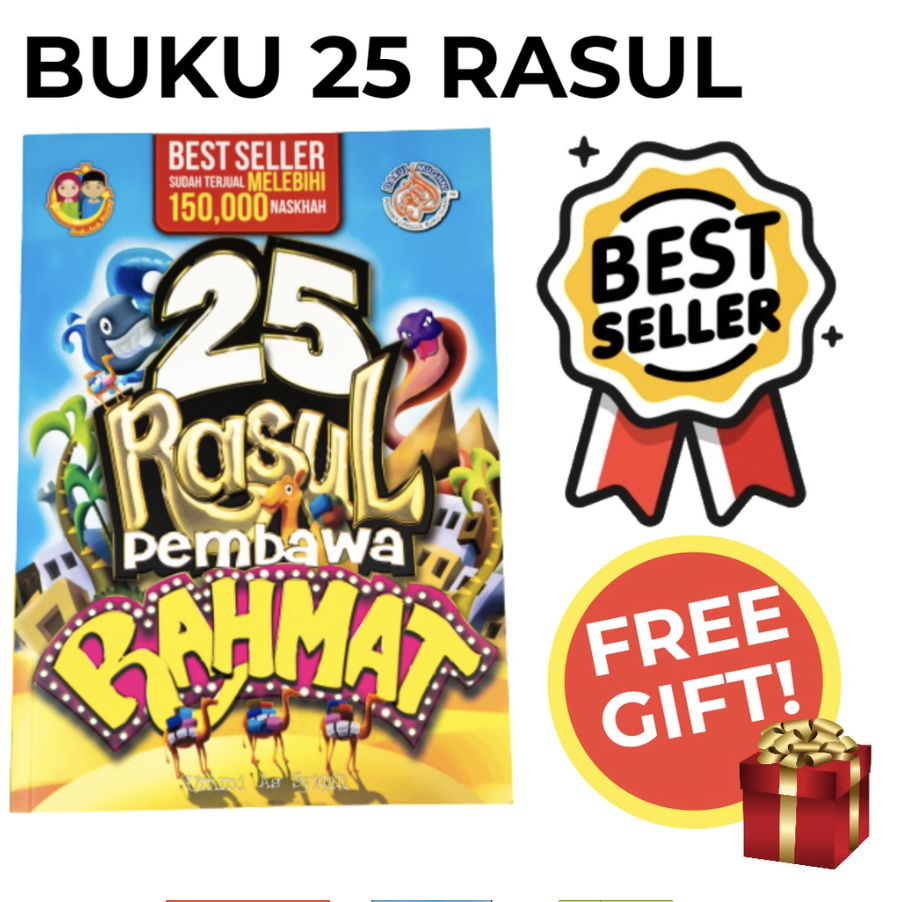 BUKU 25 RASUL
BEST SELLER
SUDAH TERJUAL MELEBIHI
150,000 NASKHAH
25
Rasul
pembawa
RAHMAT
BEST
SELLER
FREE
GIFT!